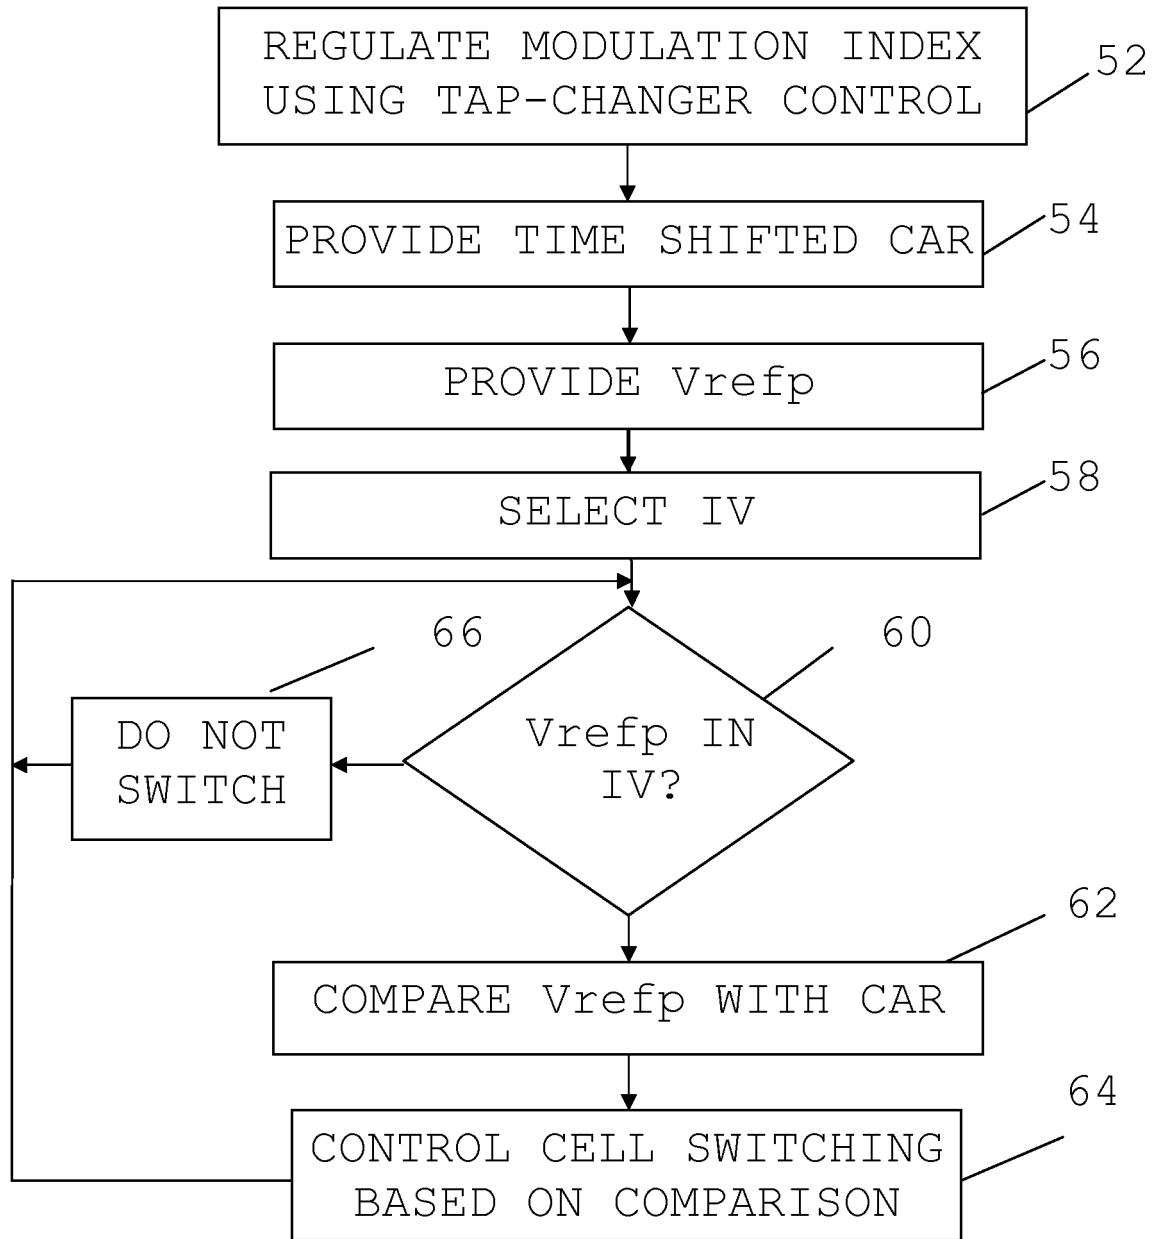 REGULATE MODULATION INDEX
USING TAP-CHANGER CONTROL
52
PROVIDE TIME SHIFTED CAR
54
PROVIDE Vrefp
56
SELECT IV
58
66
60
DO NOT
SWITCH
Vrefp IN
IV?
62
COMPARE Vrefp WITH CAR
64
CONTROL CELL SWITCHING
BASED ON COMPARISON